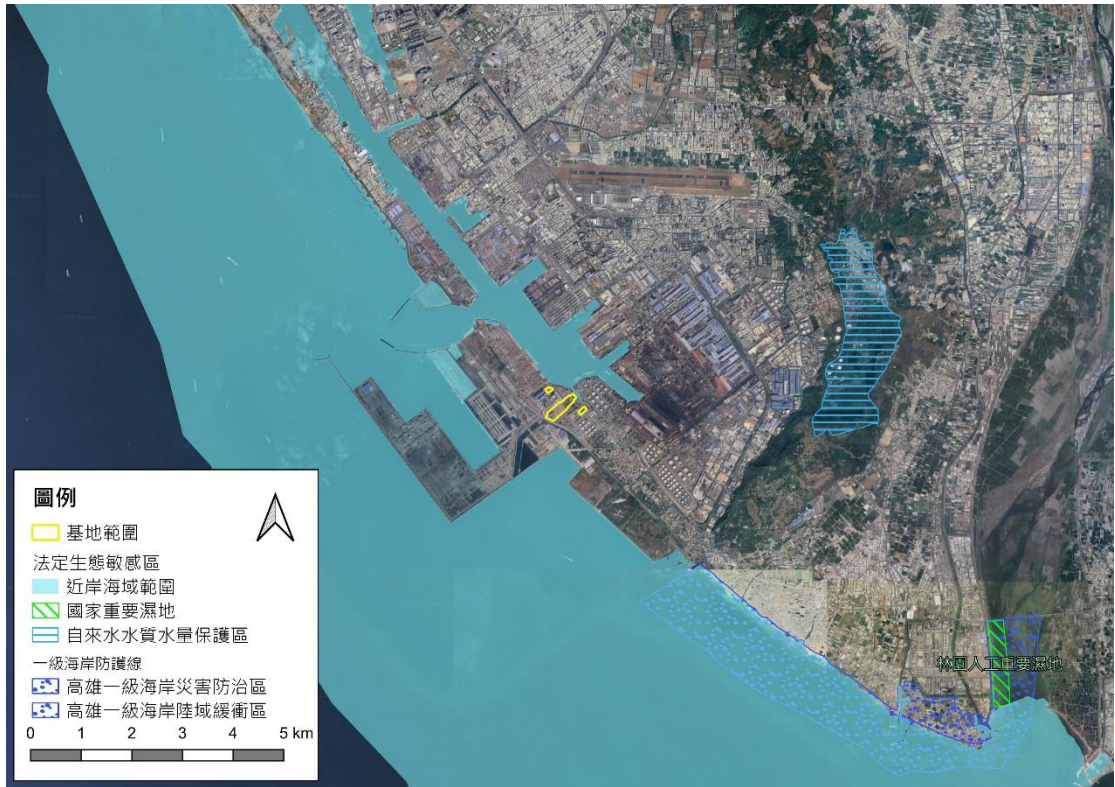 林園人工重要濕地
圖例
基地範圍
法定生態敏感區
近岸海域範圍
國家重要濕地
自來水水質水量保護區
一級海岸防護線
高雄一級海岸災害防治區
高雄一級海岸陸域緩衝區
0 1 2 3 4 5 km